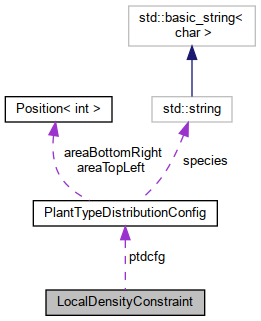 std::basic_string<
char >
Position< int >
std::string
areaBottomRight
areaTopLeft
species
PlantTypeDistributionConfig
ptdcfg
LocalDensityConstraint